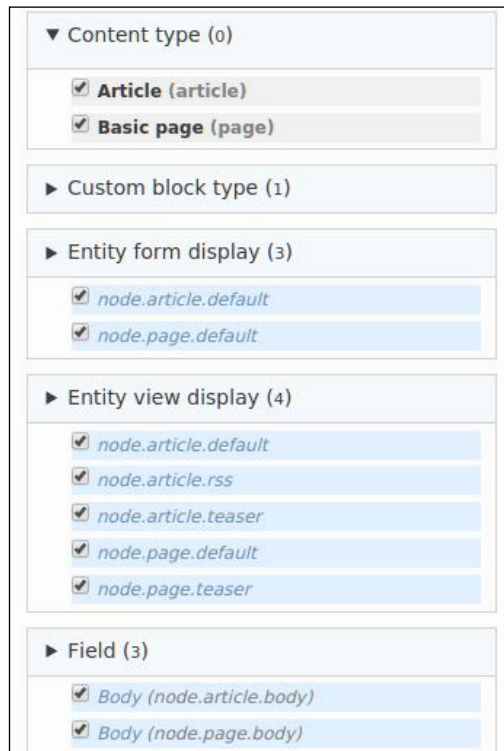 ▼ Content type (0)
Article (article)
Basic page (page)
▶ Custom block type (1)
▶ Entity form display (3)
node.article.default
node.page.default
▶ Entity view display (4)
node.article.default
node.article.rss
node.article.teaser
node.page.default
node.page.teaser
▶ Field (3)
Body (node.article.body)
Body (node.page.body)